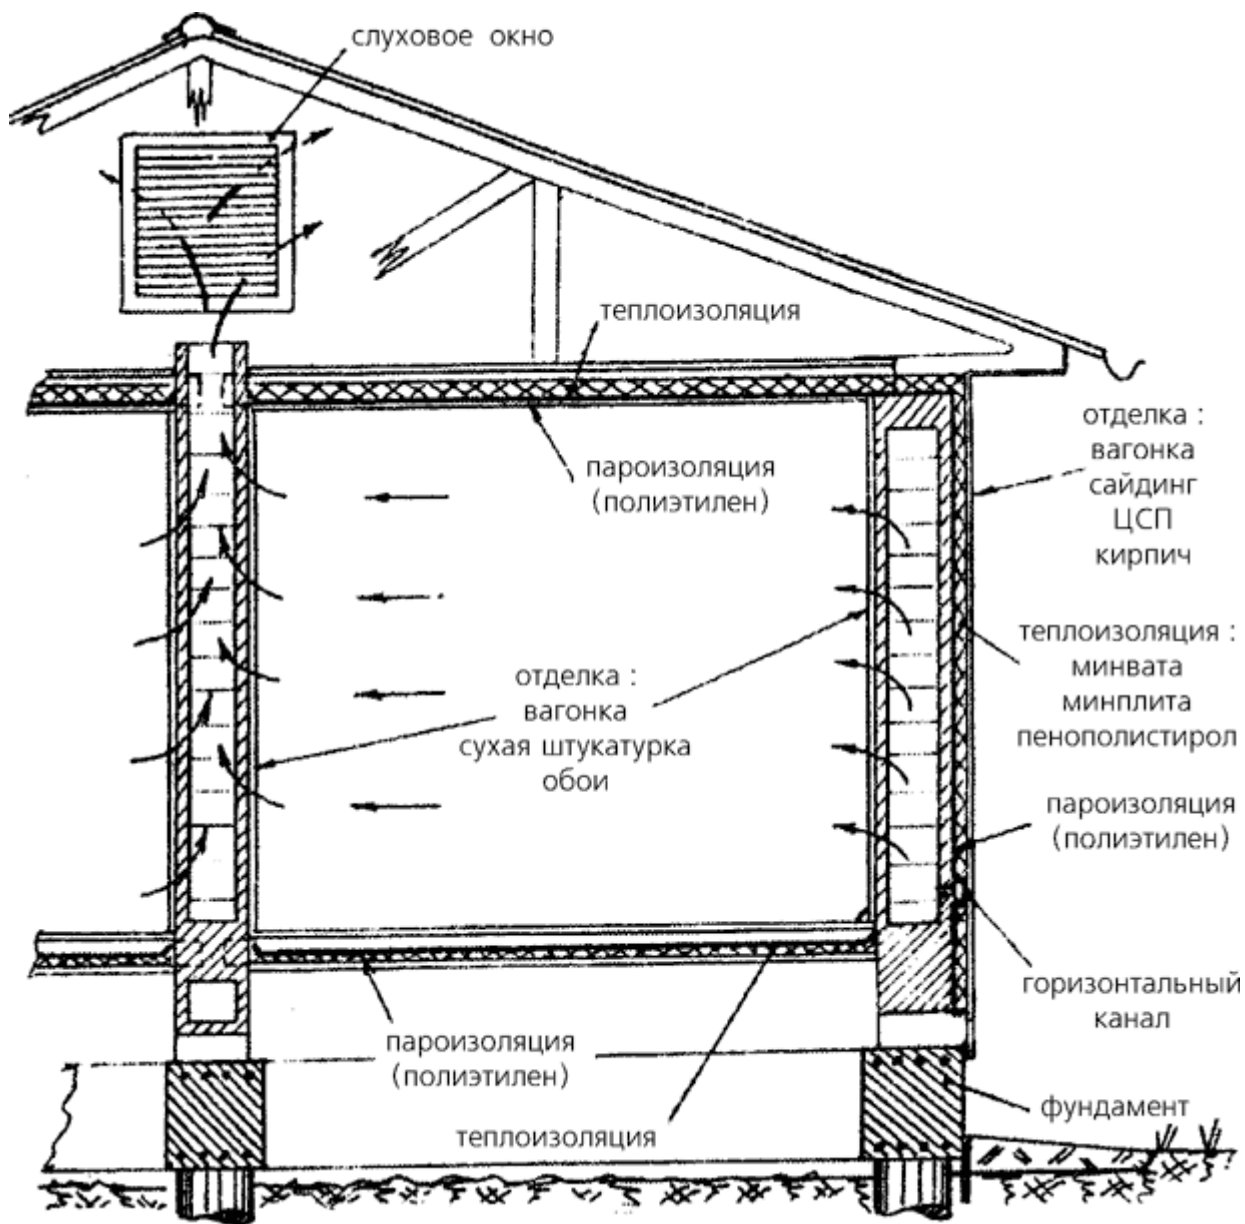 слуховое окно
теплоизоляция
пароизоляция
(полиэтилен)
отделка :
вагонка
сайдинг
ЦСП
кирпич
теплоизоляция :
минвата
минплита
пенополистирол
отделка :
вагонка
сухая штукатурка
обои
пароизоляция
(полиэтилен)
горизонтальный
канал
пароизоляция
(полиэтилен)
фундамент
теплоизоляция